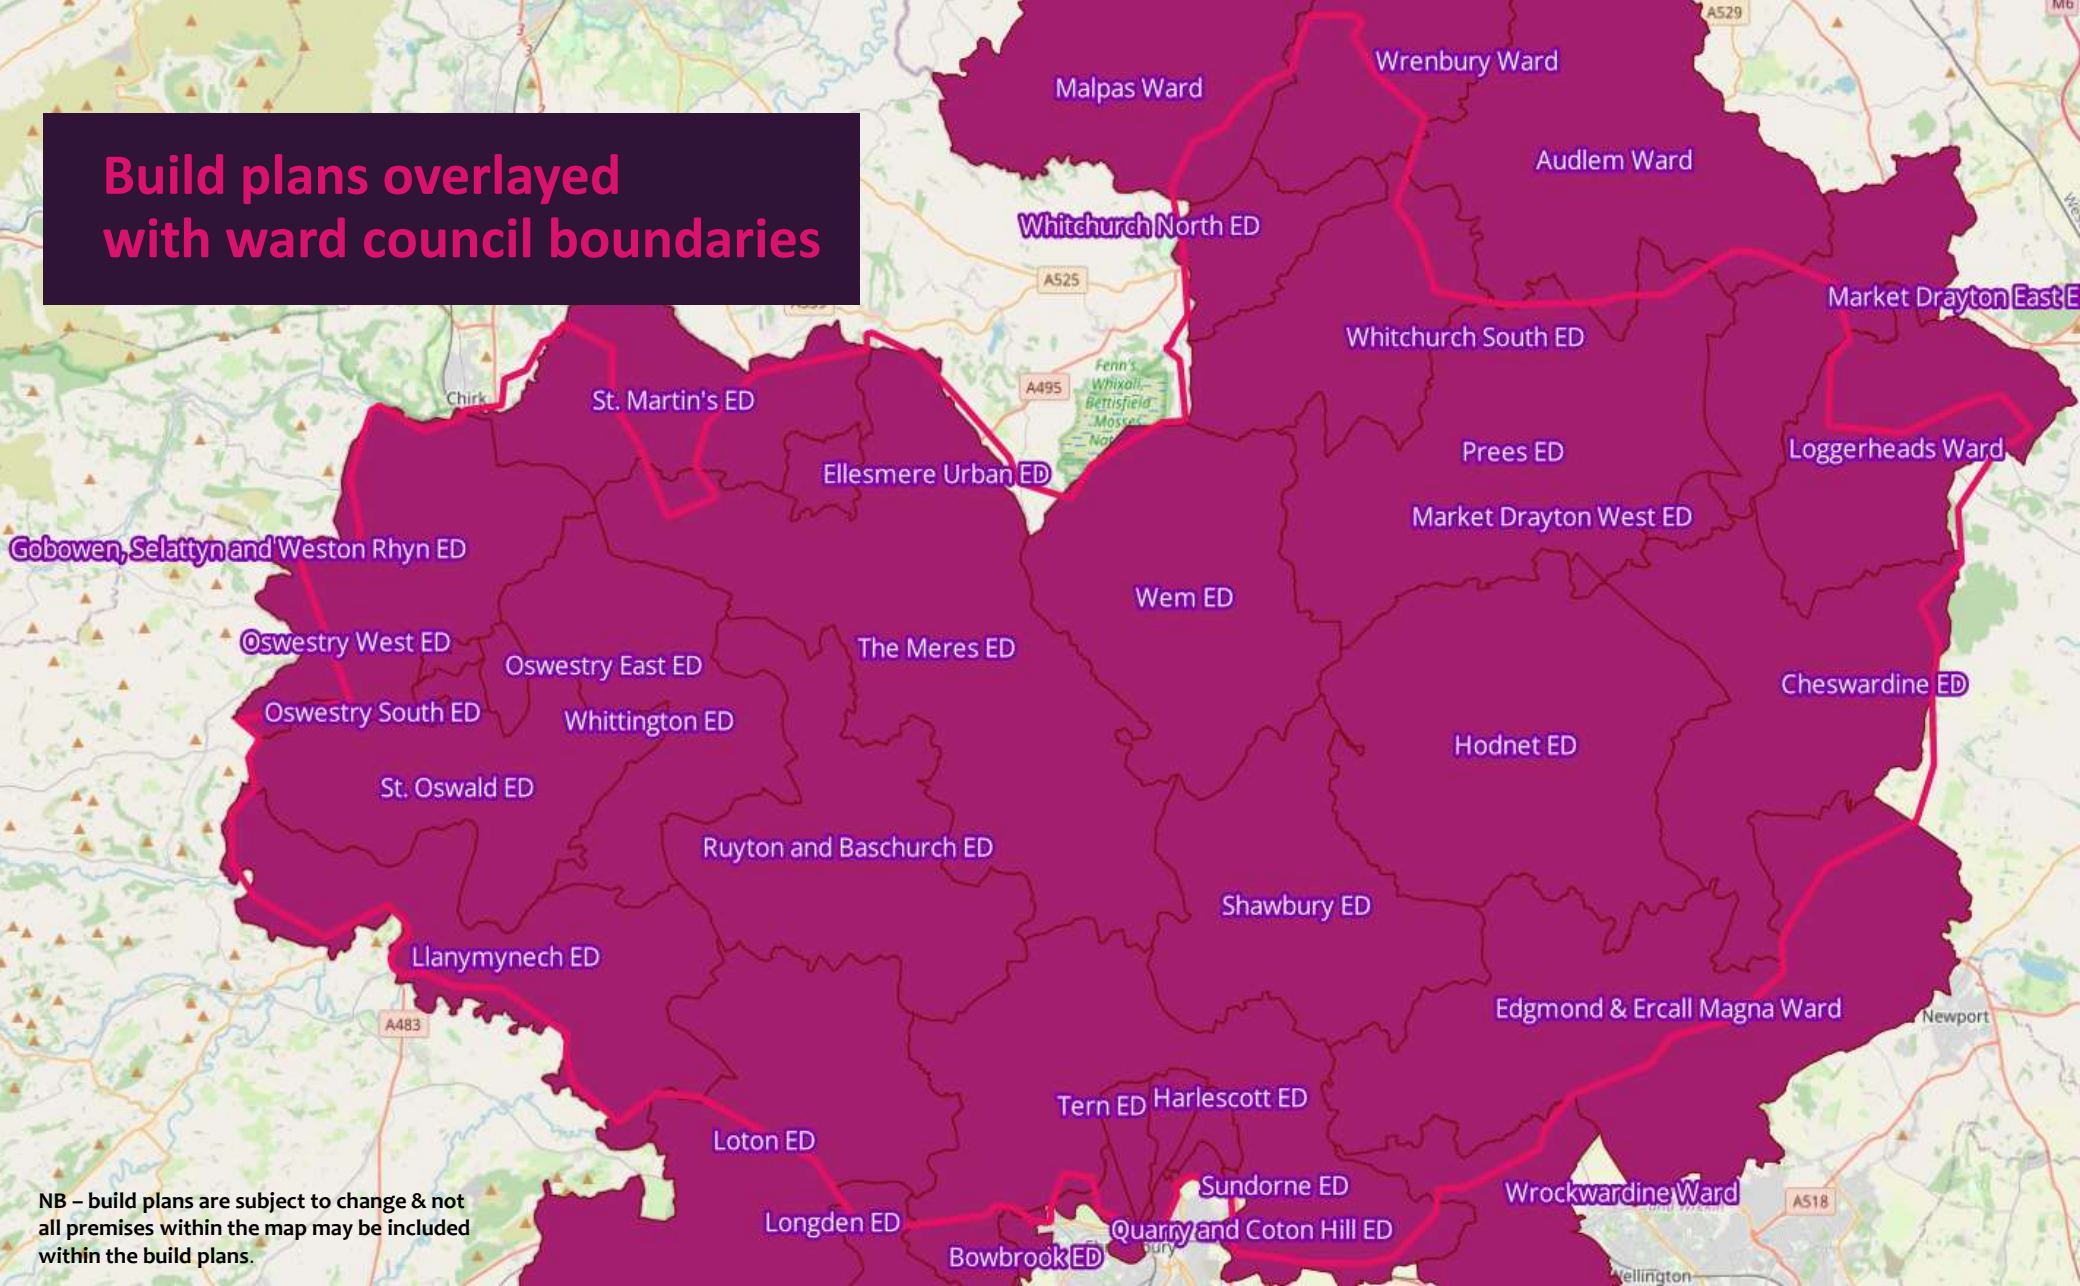 A529
M6
Wrenbury Ward
Malpas Ward
Build plans overlayed
with ward council boundaries
Audlem Ward
Whitchurch North ED
A525
Market Drayton East E
Whitchurch South ED
Fenn's
Whixall,
Bettisfield
Mosses
A495
Chirk
St. Martin's ED
Prees ED
Loggerheads Ward
Ellesmere Urban ED
Market Drayton West ED
Gobowen, Selattyn and Weston Rhyn ED
Wem ED
Oswestry West ED
The Meres ED
Oswestry East ED
Cheswardine ED
Oswestry South ED
Whittington ED
Hodnet ED
St. Oswald ED
Ruyton and Baschurch ED
Shawbury ED
Llanymynech ED
Edgmond & Ercall Magna Ward
Newport
A483
Tern ED
Harlescott ED
Loton ED
Sundorne ED
Wrockwardine Ward
A518
Longden ED
Quarry and Coton Hill ED
Bowbrook ED
NB – build plans are subject to change & not
all premises within the map may be included
within the build plans.